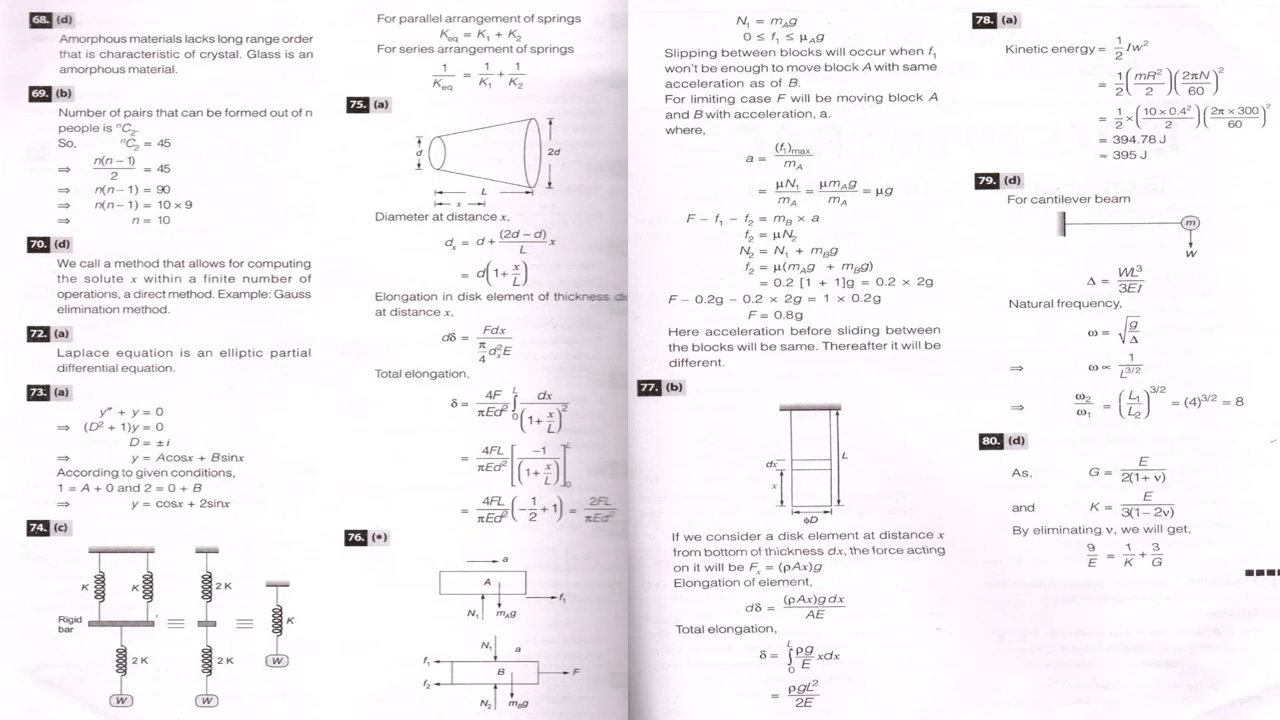 68. (d)
Amorphous materials lacks long range order
that is characteristic of crystal. Glass is an
amorphous material.
69. (b)
Number of pairs that can be formed out of n
people is ⁿC₂.
So, ⁿC₂ = 45
⇒ n(n−1)/2 = 45
⇒ n(n−1) = 90
⇒ n(n−1) = 10 × 9
⇒ n = 10
70. (d)
We call a method that allows for computing
the solute x within a finite number of
operations, a direct method. Example: Gauss
elimination method.
72. (a)
Laplace equation is an elliptic partial
differential equation.
73. (a)
y″ + y = 0
⇒ (D² + 1)y = 0
D = ±i
⇒ y = Acosx + Bsinx
According to given conditions,
1 = A + 0 and 2 = 0 + B
⇒ y = cosx + 2sinx
74. (c)
K K 2 K K
Rigid
bar
≡ ≡
2 K 2 K W
W W
For parallel arrangement of springs
K_eq = K₁ + K₂
For series arrangement of springs
1/K_eq = 1/K₁ + 1/K₂
75. (a)
d 2d
L
x
Diameter at distance x,
dₓ = d + (2d − d)/L x
= d(1 + x/L)
Elongation in disk element of thickness
at distance x,
dδ = Fdx / (π/4 dₓ²E)
Total elongation,
δ = 4F/πEd² ∫₀ᴸ dx/(1 + x/L)²
= 4FL/πEd² [−1/(1 + x/L)]₀ᴸ
= 4FL/πEd² (−1/2 + 1) = 2FL/πEd²
76. (*)
a
A
f₁
N₁ m_Ag
N₁ a
f₁ B F
f₂
N₂ m_Bg
N₁ = m_Ag
0 ≤ f₁ ≤ μ_Ag
Slipping between blocks will occur when f₁
won't be enough to move block A with same
acceleration as of B.
For limiting case F will be moving block A
and B with acceleration, a.
where,
a = (f₁)max / m_A
= μN₁/m_A = μm_Ag/m_A = μg
F − f₁ − f₂ = m_B × a
f₂ = μN₂
N₂ = N₁ + m_Bg
f₂ = μ(m_Ag + m_Bg)
= 0.2 [1 + 1]g = 0.2 × 2g
F − 0.2g − 0.2 × 2g = 1 × 0.2g
F = 0.8g
Here acceleration before sliding between
the blocks will be same. Thereafter it will be
different.
77. (b)
L
dx
x
ϕD
If we consider a disk element at distance x
from bottom of thickness dx, the force acting
on it will be Fₓ = (ρAx)g
Elongation of element,
dδ = (ρAx)g dx / AE
Total elongation,
δ = ∫₀ᴸ ρg/E xdx
= ρgL²/2E
78. (a)
Kinetic energy = 1/2 Iw²
= 1/2 (mR²/2)(2πN/60)²
= 1/2 × (10 × 0.4²/2)(2π × 300/60)²
= 394.78 J
≈ 395 J
79. (d)
For cantilever beam
m
W
Δ = WL³/3EI
Natural frequency,
ω = √(g/Δ)
⇒ ω ∝ 1/L^(3/2)
⇒ ω₂/ω₁ = (L₁/L₂)^(3/2) = (4)^(3/2) = 8
80. (d)
As, G = E/2(1 + ν)
and K = E/3(1 − 2ν)
By eliminating ν, we will get,
9/E = 1/K + 3/G